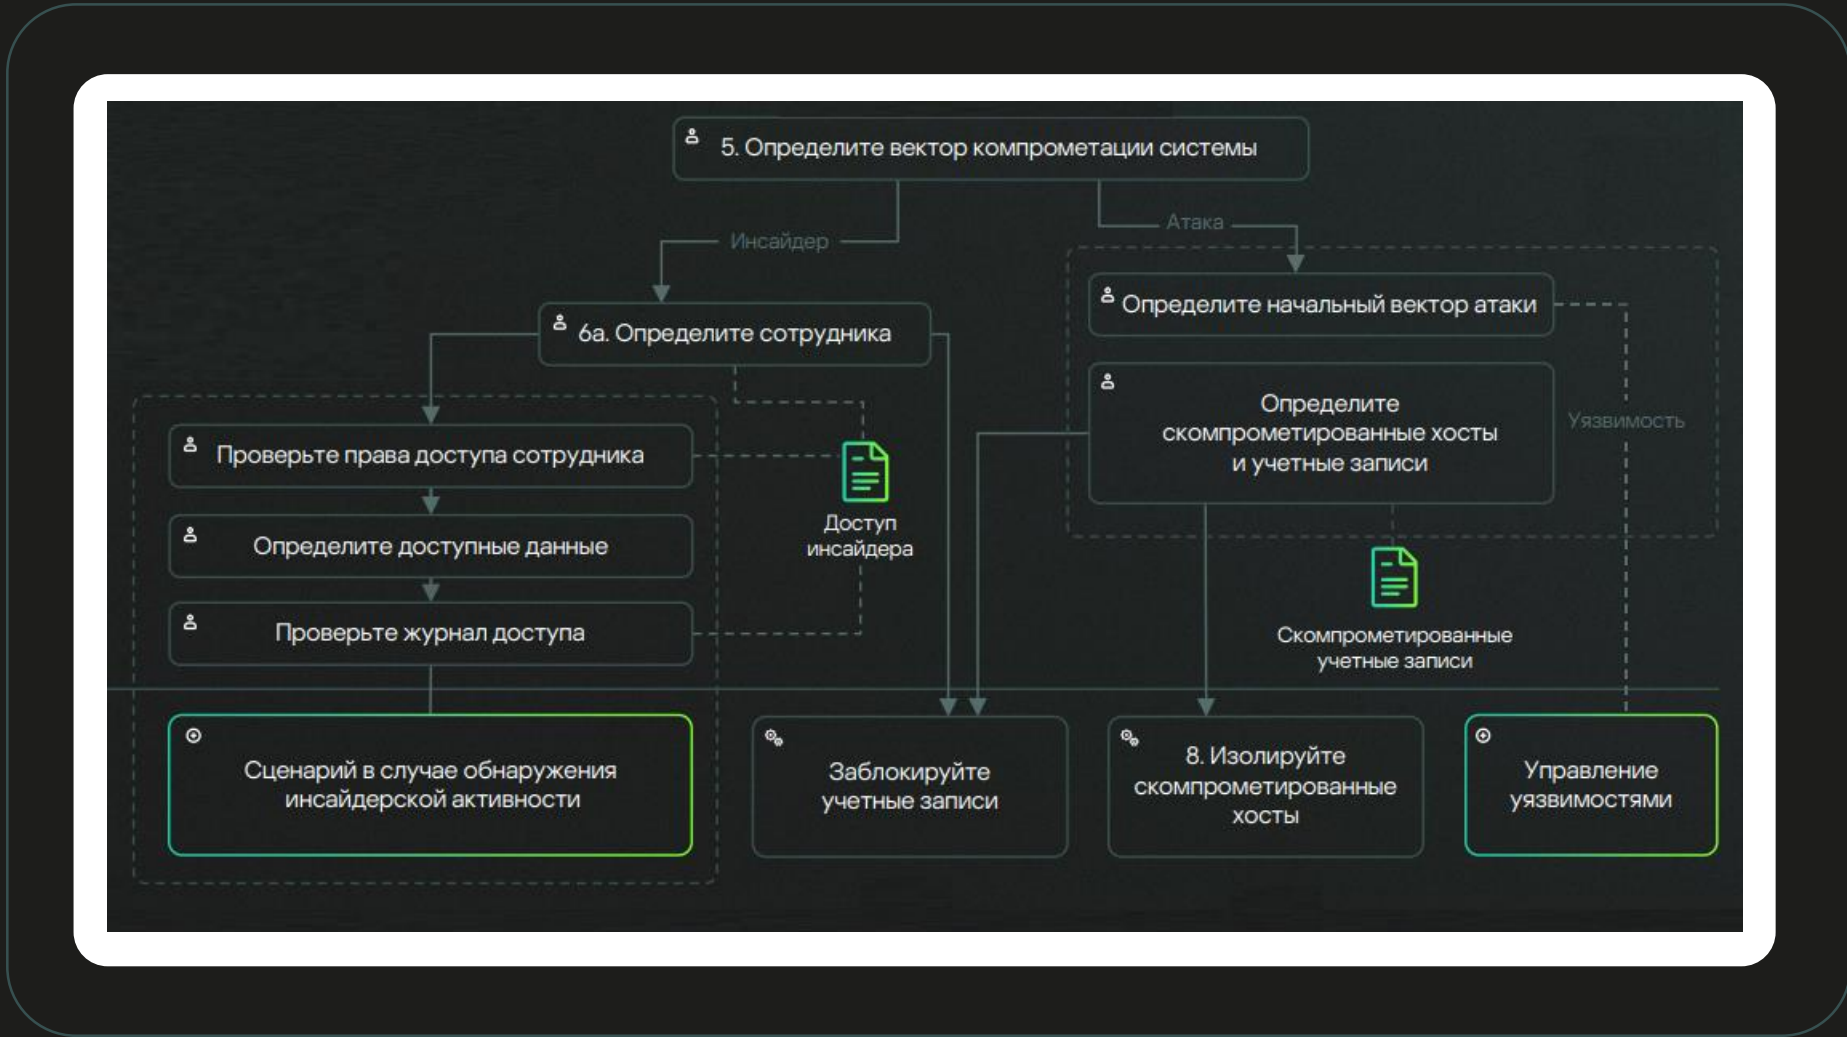 5. Определите вектор компрометации системы
Инсайдер
Атака
Определите начальный вектор атаки
6а. Определите сотрудника
Определите
скомпрометированные хосты
и учетные записи
Уязвимость
Проверьте права доступа сотрудника
Доступ
инсайдера
Определите доступные данные
Проверьте журнал доступа
Скомпрометированные
учетные записи
Сценарий в случае обнаружения
инсайдерской активности
Заблокируйте
учетные записи
8. Изолируйте
скомпрометированные
хосты
Управление
уязвимостями